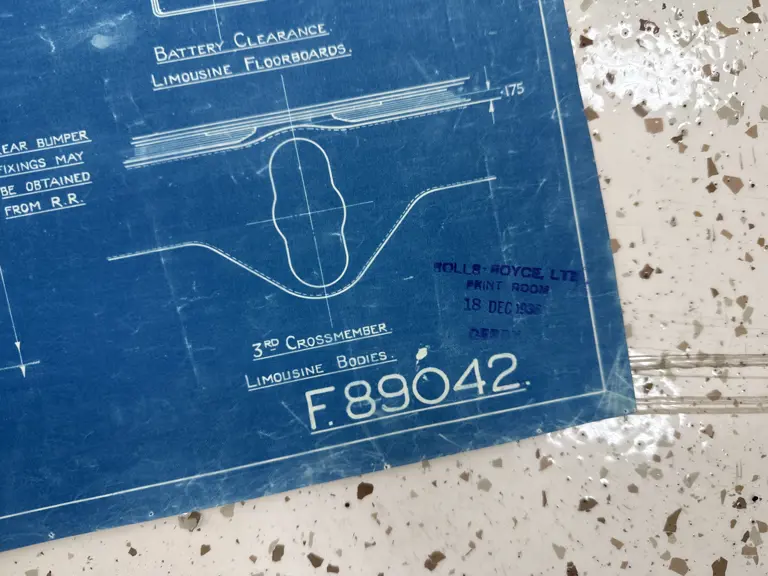 BATTERY CLEARANCE.
LIMOUSINE FLOORBOARDS.
.175
EAR BUMPER
FIXINGS MAY
BE OBTAINED
FROM R.R.
ROLLS-ROYCE, LTD
PRINT ROOM
18 DEC 1936
DERBY
3RD CROSSMEMBER.
LIMOUSINE BODIES.
F.89042.